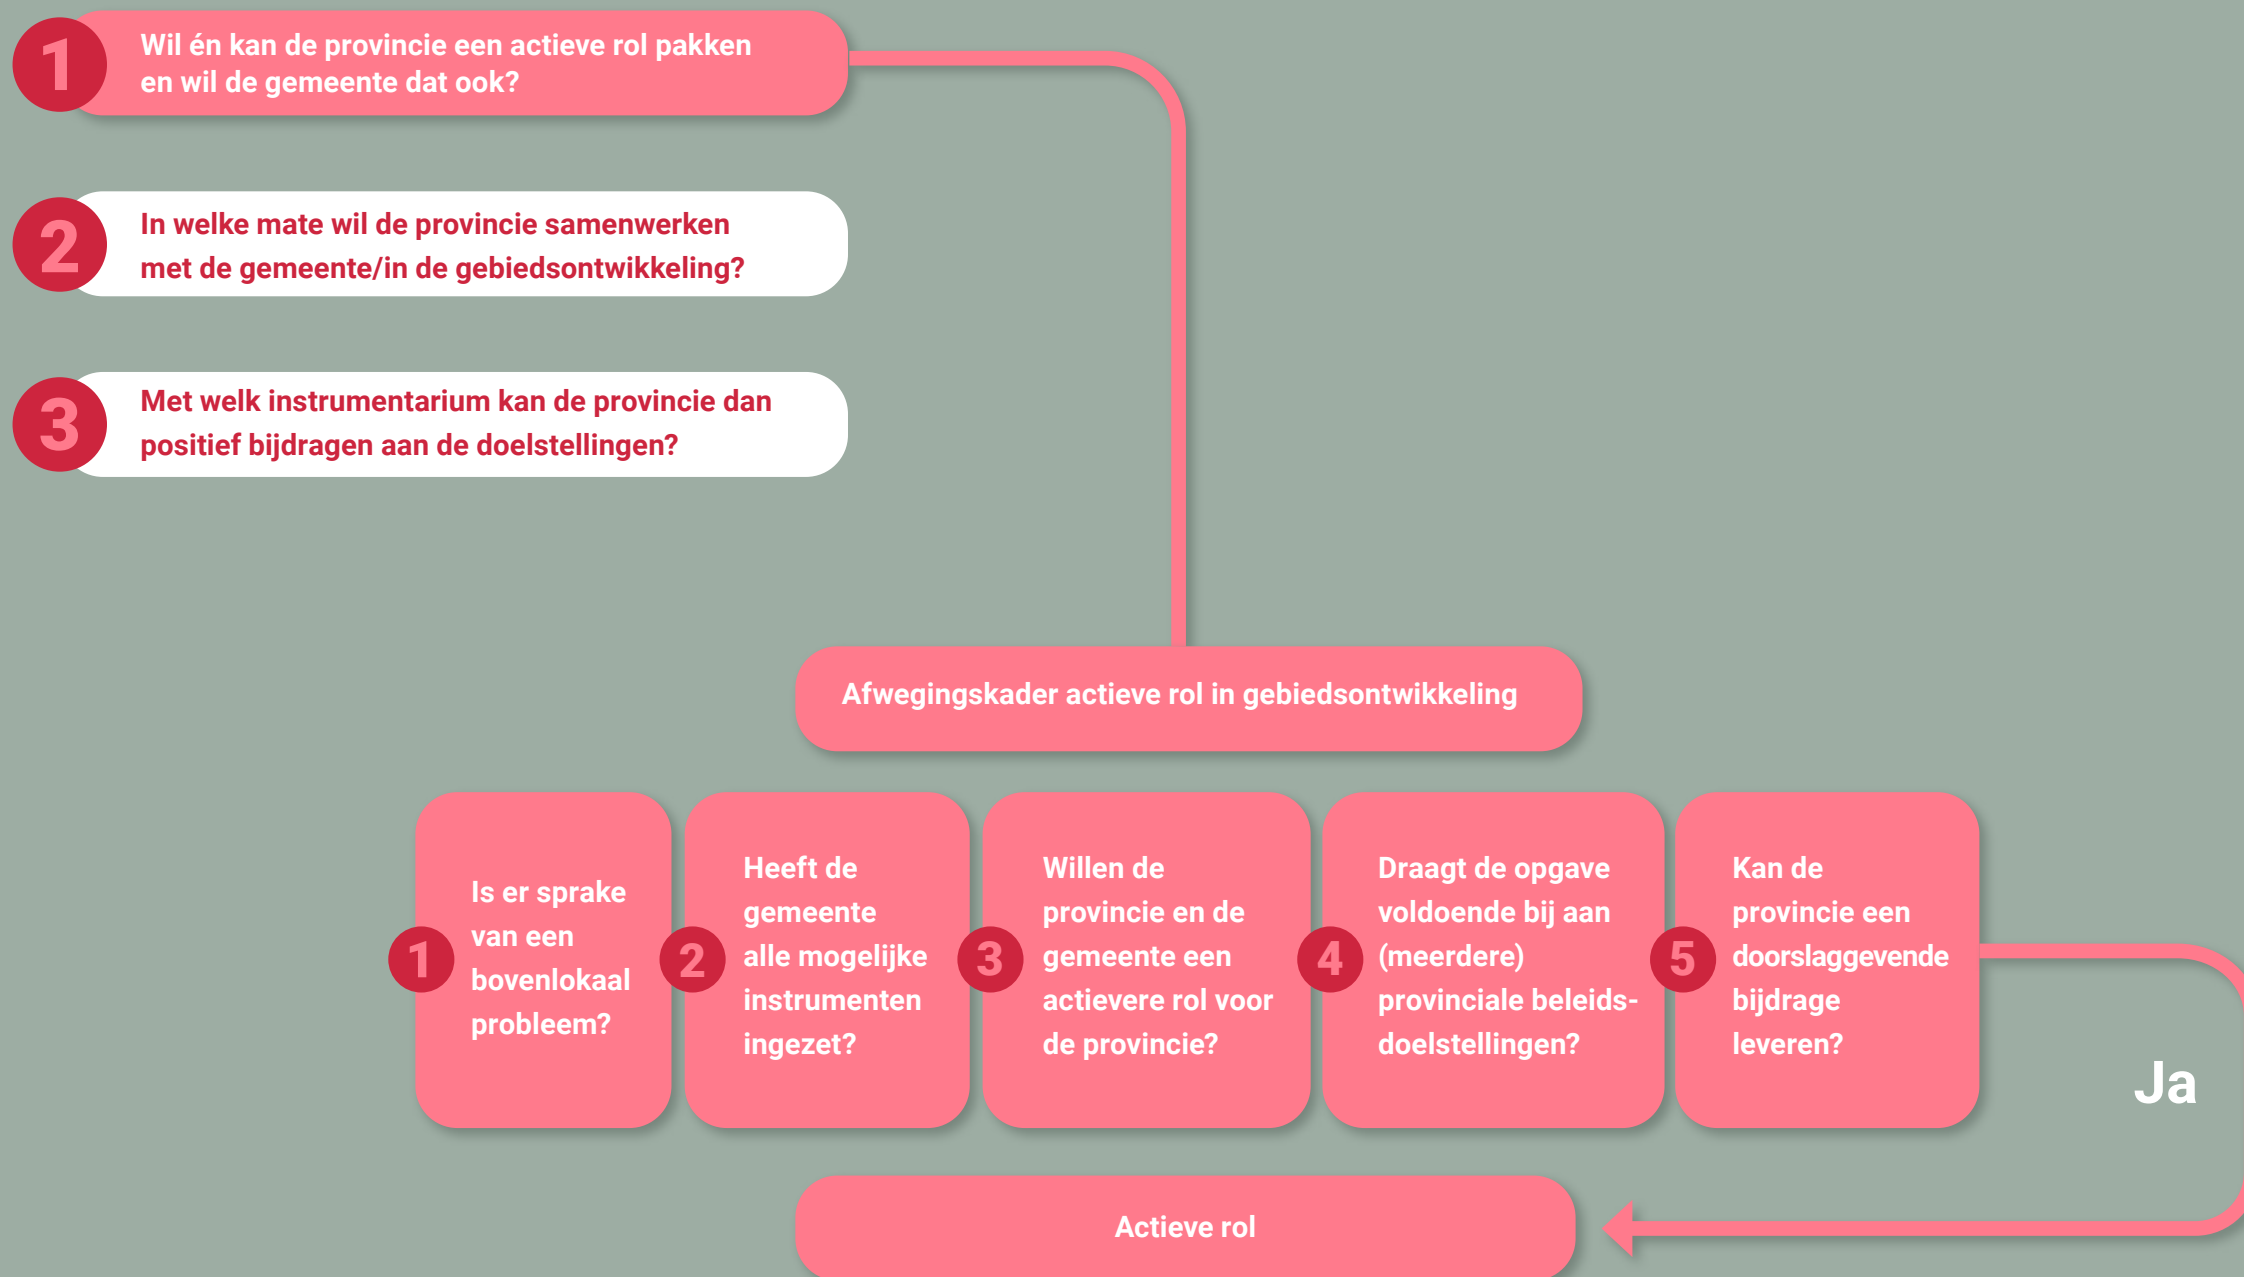 1
Wil én kan de provincie een actieve rol pakken
en wil de gemeente dat ook?
2
In welke mate wil de provincie samenwerken
met de gemeente/in de gebiedsontwikkeling?
3
Met welk instrumentarium kan de provincie dan
positief bijdragen aan de doelstellingen?
Afwegingskader actieve rol in gebiedsontwikkeling
1
Is er sprake
van een
bovenlokaal
probleem?
2
Heeft de
gemeente
alle mogelijke
instrumenten
ingezet?
3
Willen de
provincie en de
gemeente een
actievere rol voor
de provincie?
4
Draagt de opgave
voldoende bij aan
(meerdere)
provinciale beleids-
doelstellingen?
5
Kan de
provincie een
doorslaggevende
bijdrage
leveren?
Ja
Actieve rol